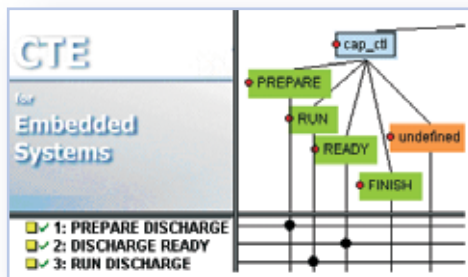 CTE
for
Embedded
Systems
cap_ctl
PREPARE
RUN
READY
undefined
FINISH
1: PREPARE DISCHARGE
2: DISCHARGE READY
3: RUN DISCHARGE